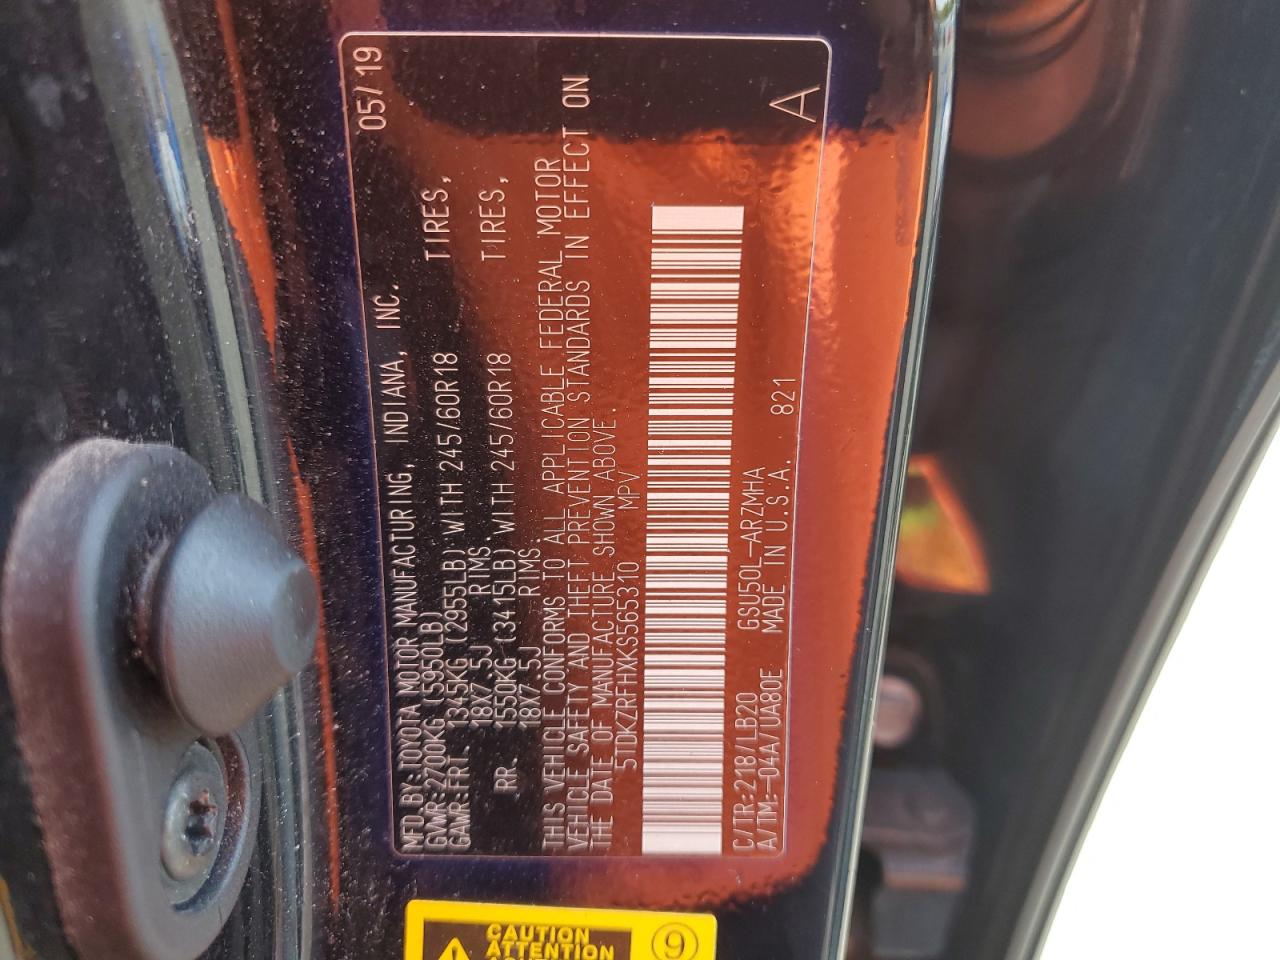 MFD.BY:TOYOTA MOTOR MANUFACTURING, INDIANA, INC. 05/19
GVWR:2700KG (5950LB)
GAWR:FRT. 1345KG (2955LB) WITH 245/60R18 TIRES,
18X7.5J RIMS.
RR. 1550KG (3415LB) WITH 245/60R18 TIRES,
18X7.5J RIMS.
THIS VEHICLE CONFORMS TO ALL APPLICABLE FEDERAL MOTOR
VEHICLE SAFETY AND THEFT PREVENTION STANDARDS IN EFFECT ON
THE DATE OF MANUFACTURE SHOWN ABOVE.
5TDKZRFHXKS565310 MPV
C/TR:218/LB20 GSU50L-ARZMHA
A/TM:-04A/UA80E MADE IN U.S.A. 821 A
CAUTION
ATTENTION
9